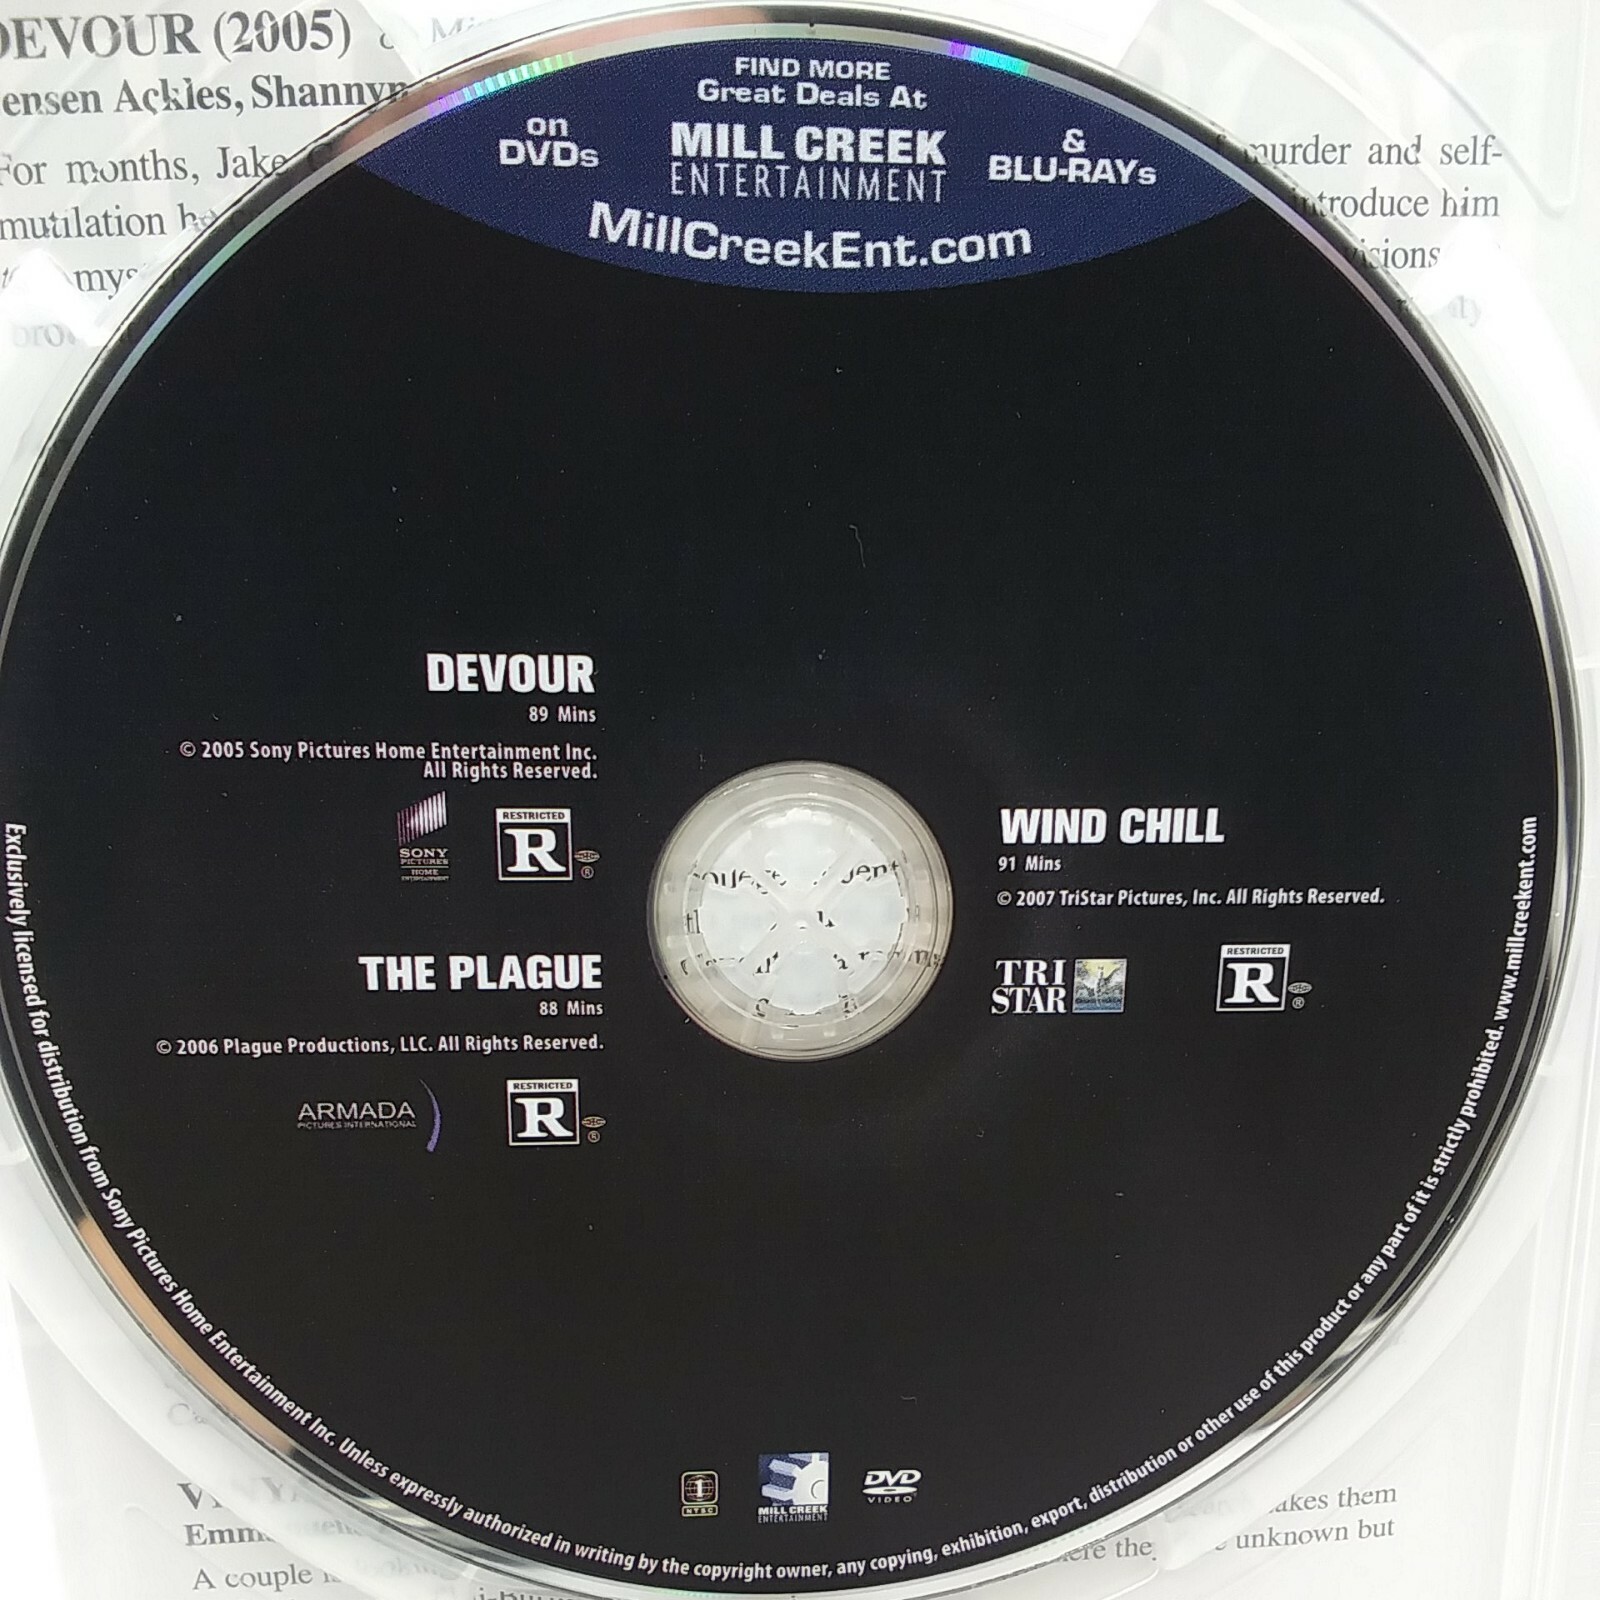 DEVOUR (2005)
ensen Ackles, Shannyn
For months, Jake
murder and self-
mutilation he
introduce him
visions
FIND MORE
Great Deals At
on
DVDs
MILL CREEK
ENTERTAINMENT
&
BLU-RAYs
MillCreekEnt.com
DEVOUR
89 Mins
© 2005 Sony Pictures Home Entertainment Inc.
All Rights Reserved.
SONY
PICTURES
HOME
ENTERTAINMENT
RESTRICTED
R
®
THE PLAGUE
88 Mins
© 2006 Plague Productions, LLC. All Rights Reserved.
ARMADA
PICTURES INTERNATIONAL
RESTRICTED
R
®
WIND CHILL
91 Mins
© 2007 TriStar Pictures, Inc. All Rights Reserved.
TRI
STAR
RESTRICTED
R
®
1
NTSC
MILL CREEK
ENTERTAINMENT
DVD
VIDEO
Exclusively licensed for distribution from Sony Pictures Home Entertainment Inc. Unless expressly authorized in writing by the copyright owner, any copying, exhibition, export, distribution or other use of this product or any part of it is strictly prohibited. www.millcreekent.com
takes them
unknown but
A couple